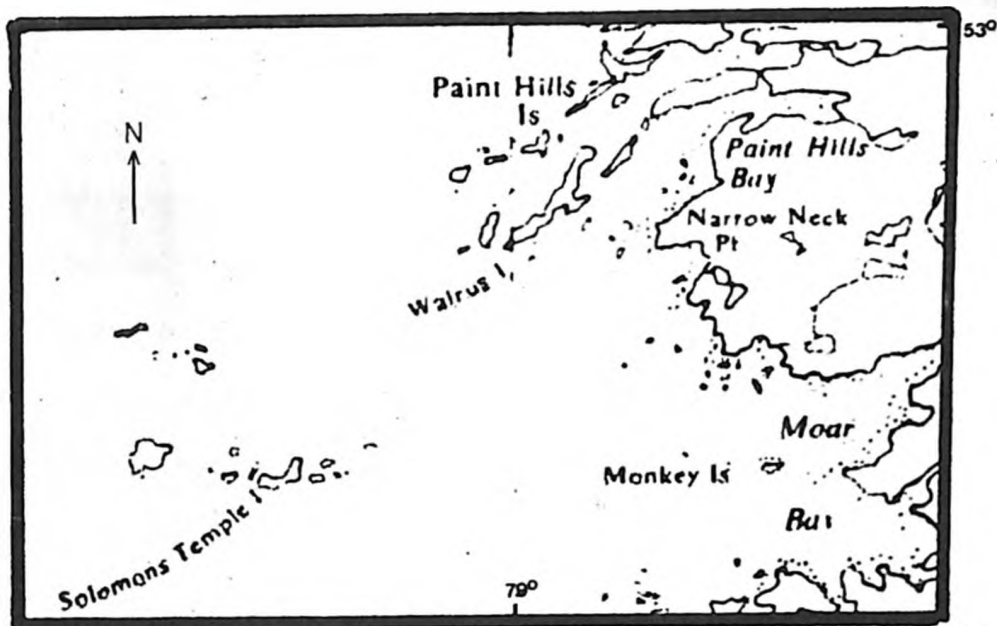 53°
Paint Hills
Is
N
Paint Hills
Bay
Narrow Neck
Pt
Walrus I.
Moar
Monkey Is
Bay
Solomons Temple I.
79°